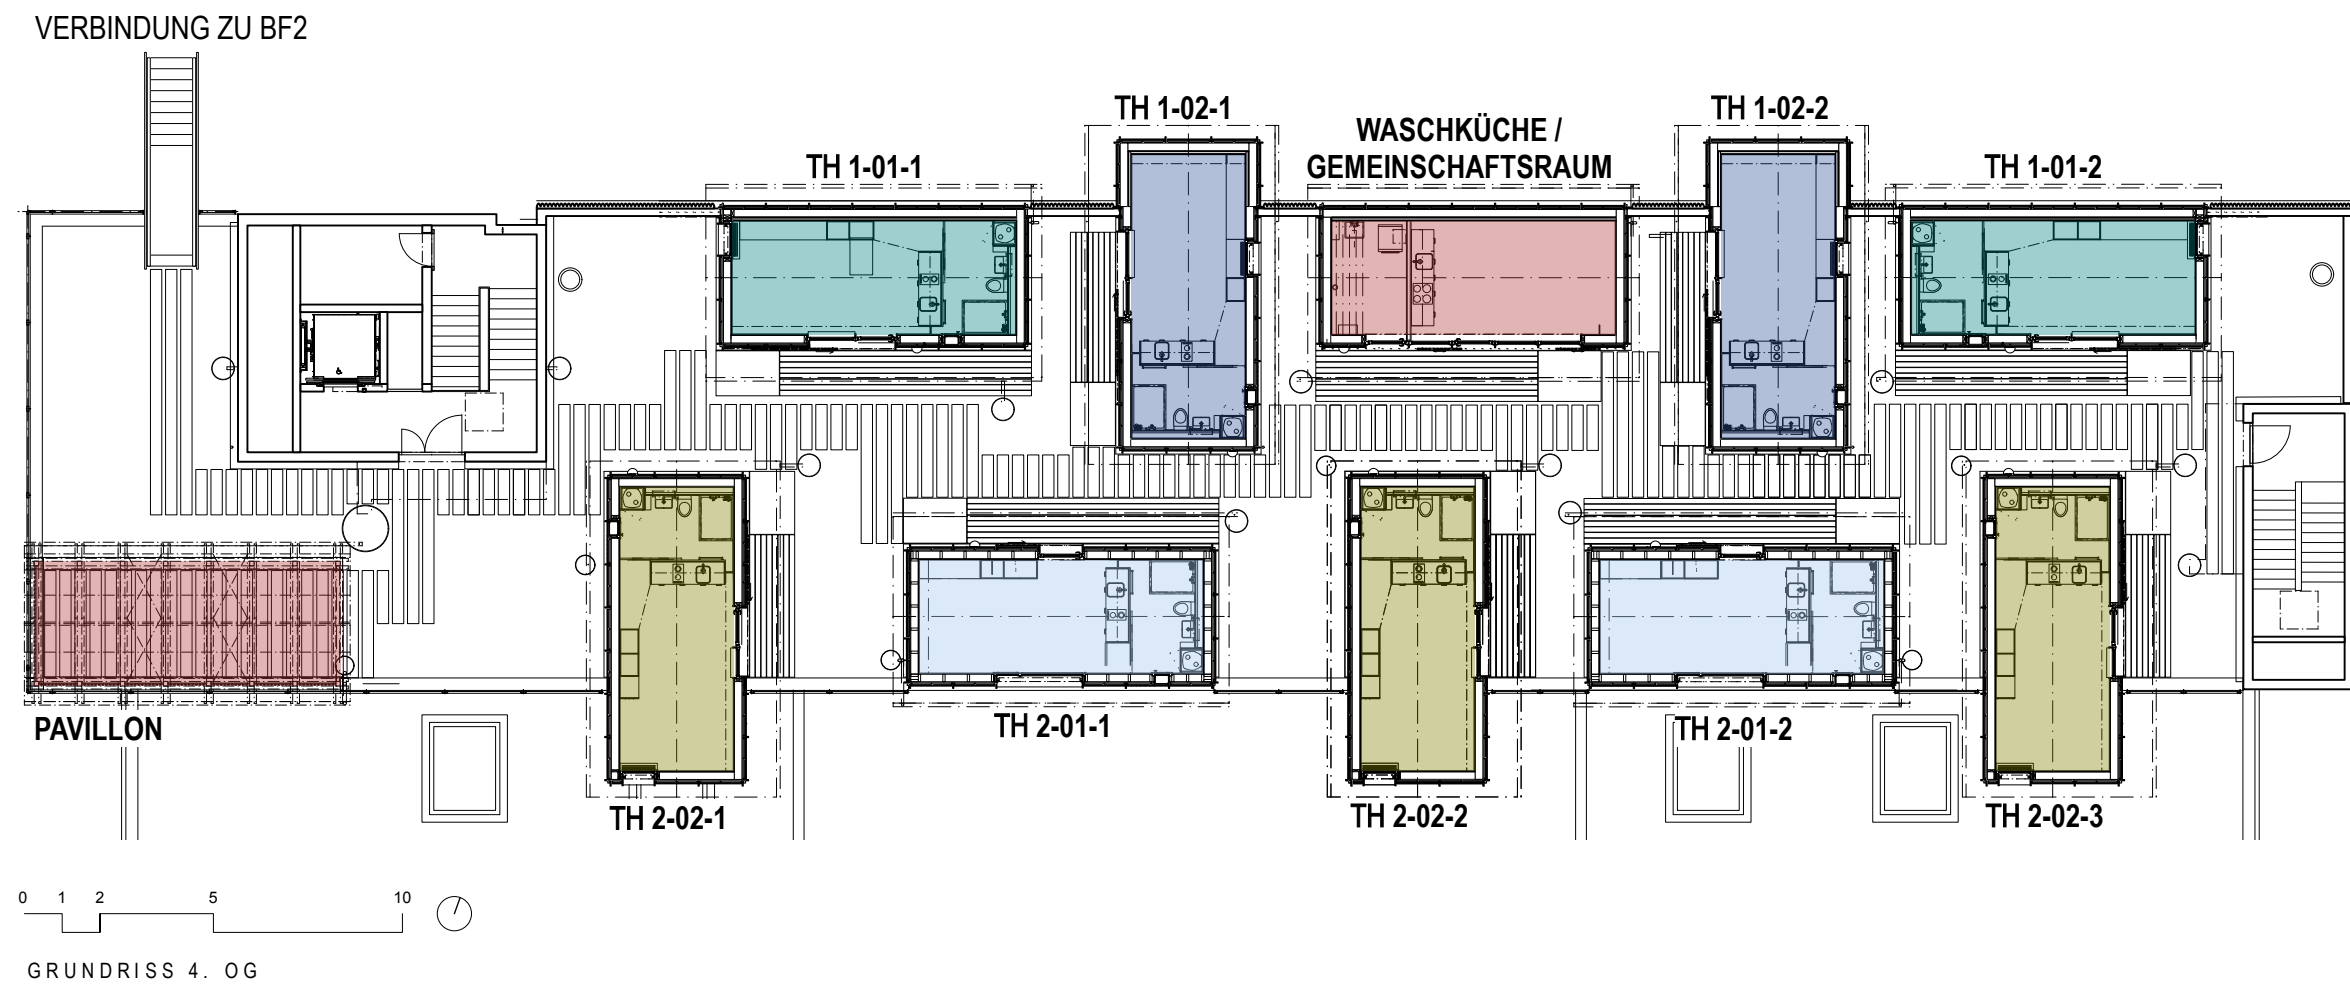 VERBINDUNG ZU BF2
TH 1-02-1
TH 1-02-2
WASCHKÜCHE /
GEMEINSCHAFTSRAUM
TH 1-01-1
TH 1-01-2
PAVILLON
TH 2-01-1
TH 2-01-2
TH 2-02-1
TH 2-02-2
TH 2-02-3
0 1 2 5 10
GRUNDRISS 4. OG